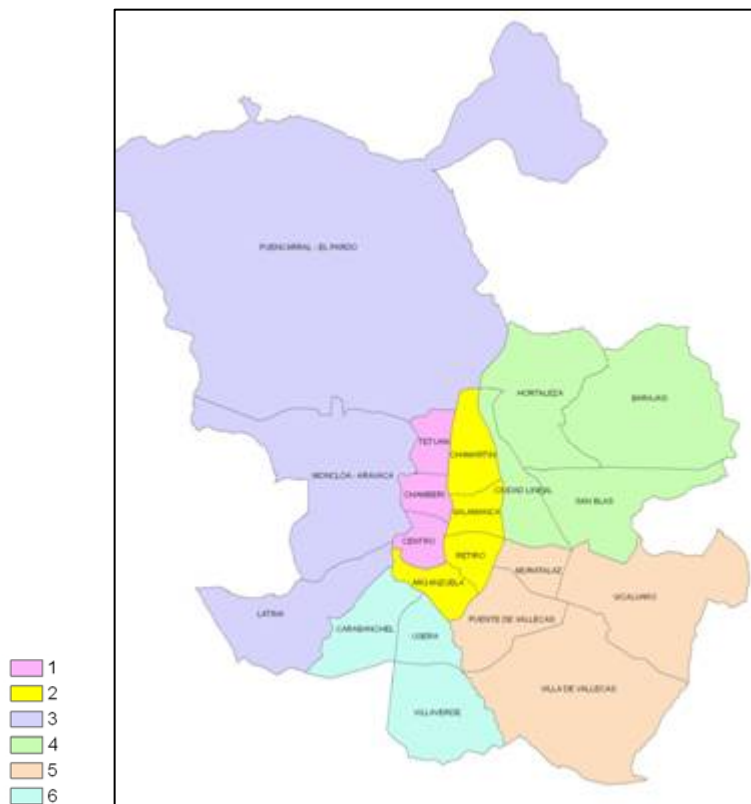 FUENCARRAL - EL PARDO
HORTALEZA
BARAJAS
TETUAN
CHAMARTIN
MONCLOA - ARAVACA
CHAMBERI
CIUDAD LINEAL
SAN BLAS
SALAMANCA
CENTRO
RETIRO
MORATALAZ
ARGANZUELA
VICALVARO
LATINA
CARABANCHEL
USERA
PUENTE DE VALLECAS
VILLA DE VALLECAS
VILLAVERDE
1
2
3
4
5
6